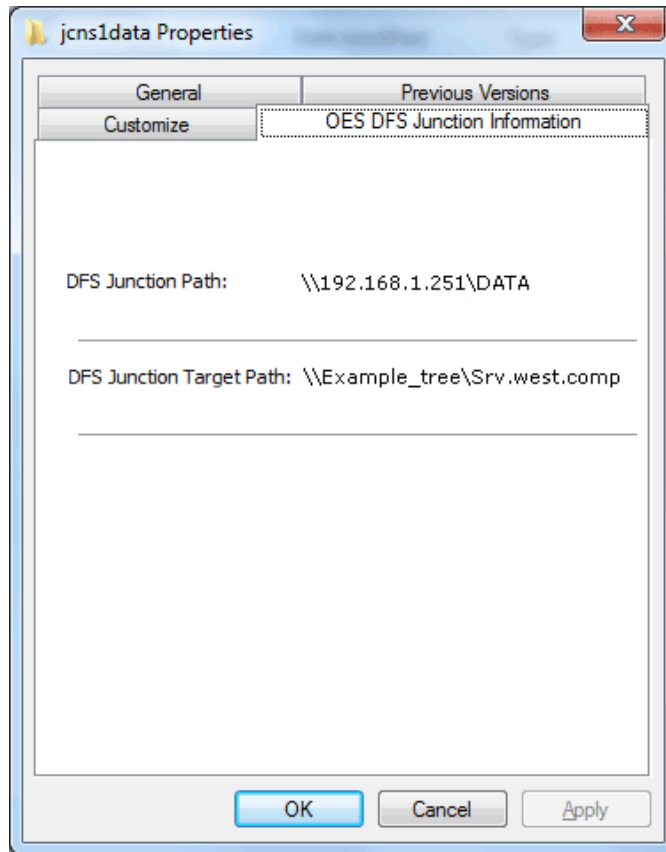 jcns1data Properties
General Previous Versions
Customize OES DFS Junction Information
DFS Junction Path: \\192.168.1.251\DATA
DFS Junction Target Path: \\Example_tree\Srv.west.comp
OK Cancel Apply